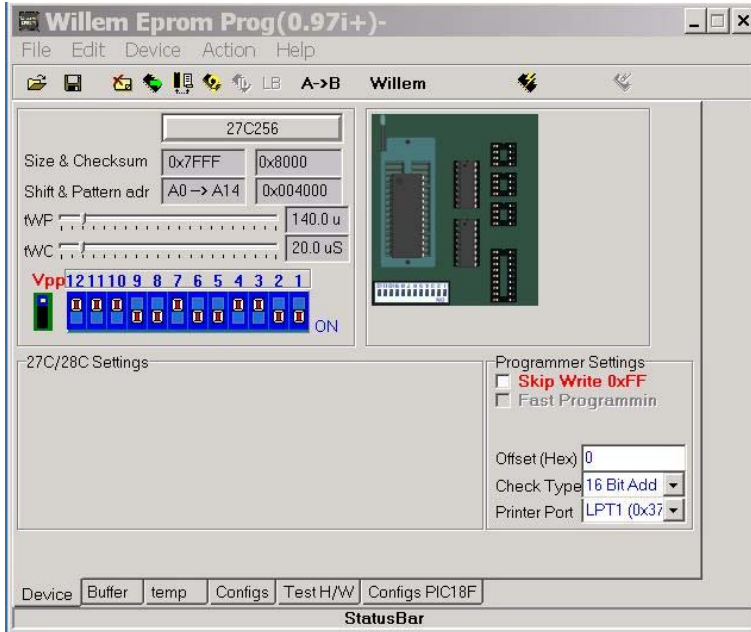 Willem Eprom Prog(0.97i+)-
File Edit Device Action Help
LB A->B Willem
27C256
Size & Checksum 0x7FFF 0x8000
Shift & Pattern adr A0 --> A14 0x004000
tWP 140.0 u
tWC 20.0 uS
Vpp 12 11 10 9 8 7 6 5 4 3 2 1
ON
27C/28C Settings
Programmer Settings
Skip Write 0xFF
Fast Programmin
Offset (Hex) 0
Check Type 16 Bit Add
Printer Port LPT1 (0x37
Device Buffer temp Configs Test H/W Configs PIC18F
StatusBar